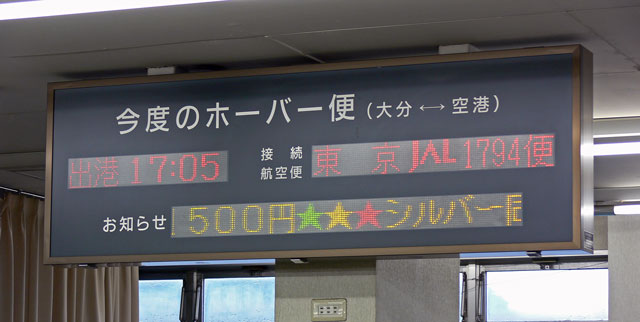 今度のホーバー便 (大分 ←→ 空港)
出港 17:05 接続航空便 東京 JAL 1794便
お知らせ 500円★★★シルバー